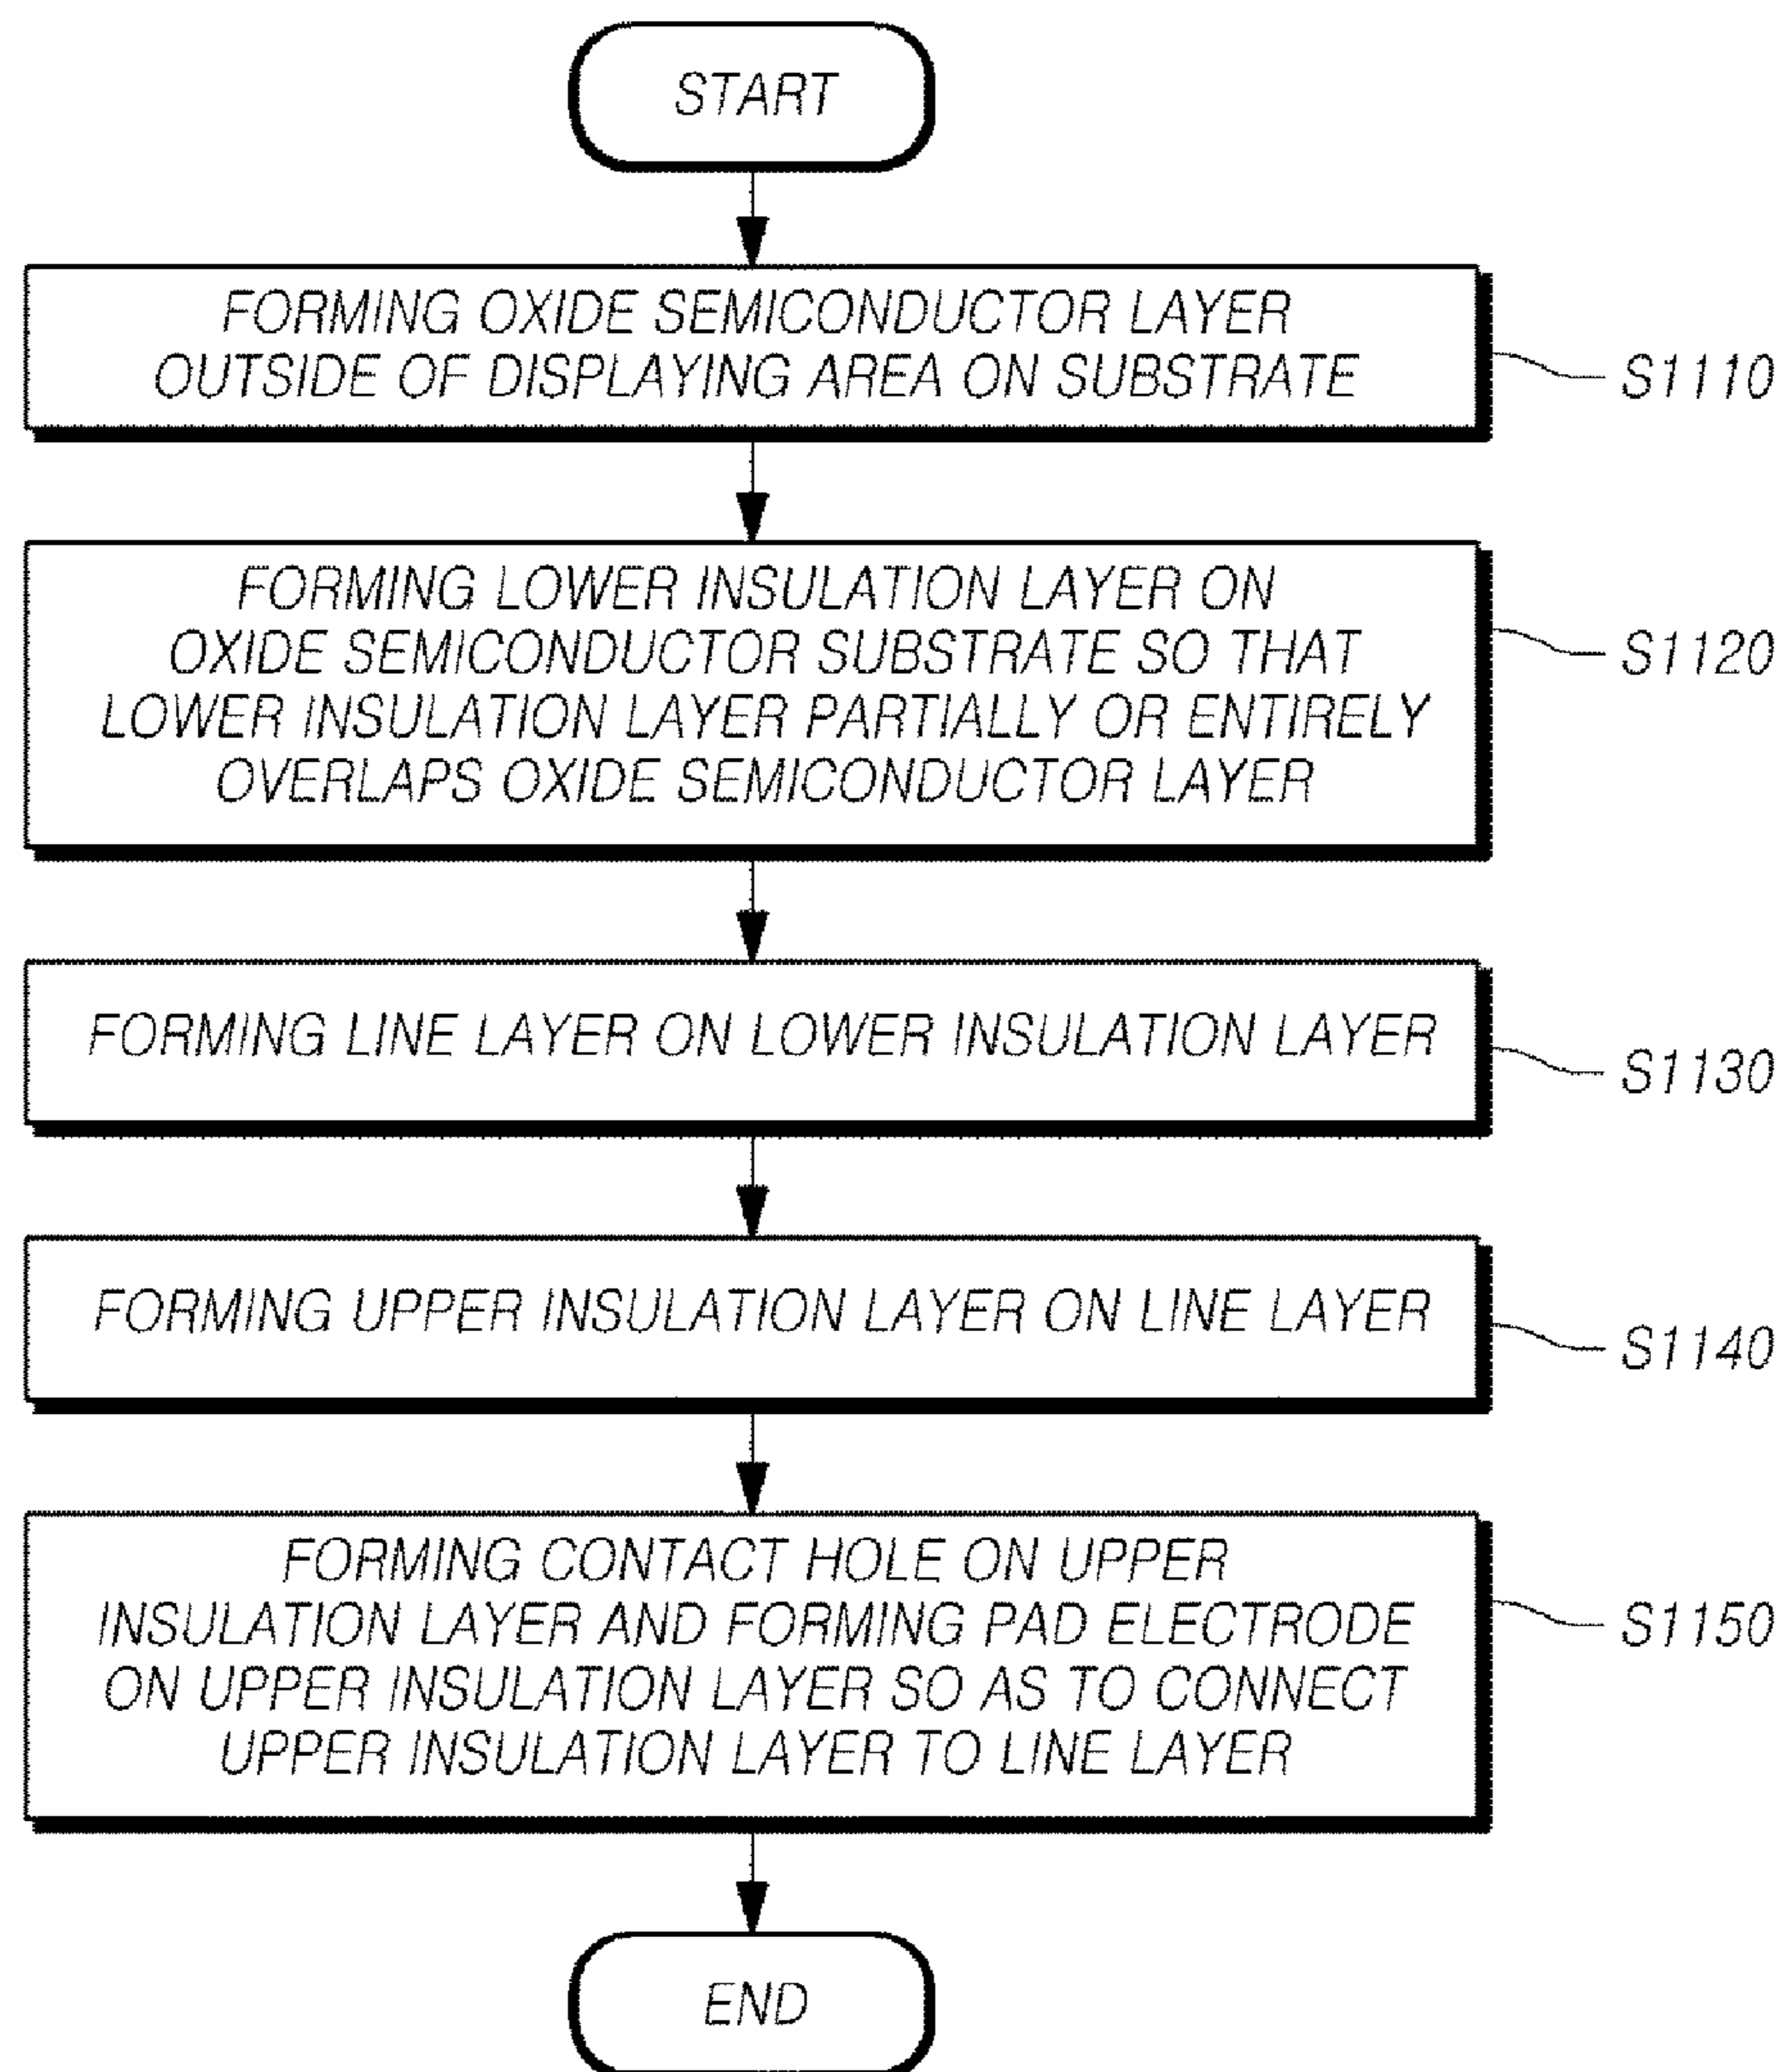 START
FORMING OXIDE SEMICONDUCTOR LAYER
OUTSIDE OF DISPLAYING AREA ON SUBSTRATE
S1110
FORMING LOWER INSULATION LAYER ON
OXIDE SEMICONDUCTOR SUBSTRATE SO THAT
LOWER INSULATION LAYER PARTIALLY OR ENTIRELY
OVERLAPS OXIDE SEMICONDUCTOR LAYER
S1120
FORMING LINE LAYER ON LOWER INSULATION LAYER
S1130
FORMING UPPER INSULATION LAYER ON LINE LAYER
S1140
FORMING CONTACT HOLE ON UPPER
INSULATION LAYER AND FORMING PAD ELECTRODE
ON UPPER INSULATION LAYER SO AS TO CONNECT
UPPER INSULATION LAYER TO LINE LAYER
S1150
END